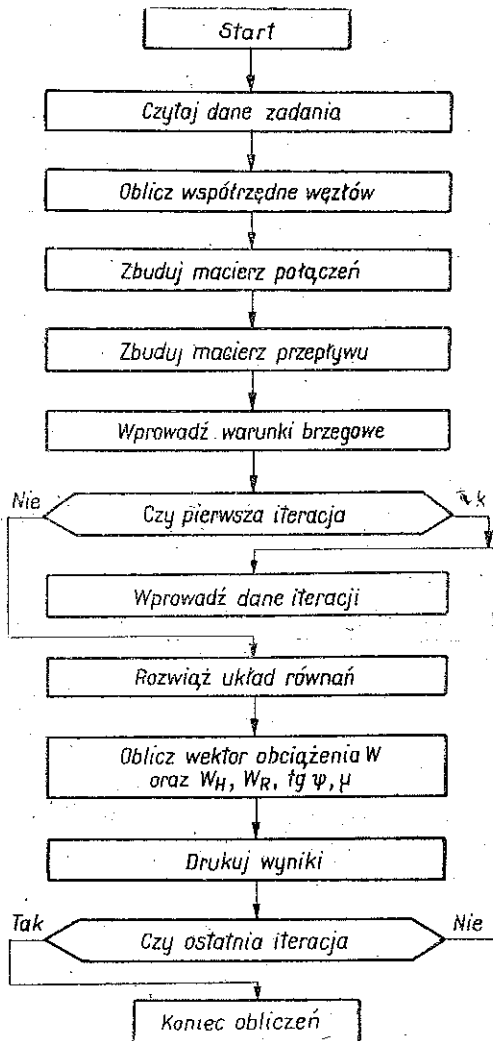 Start
Czytaj dane zadania
Oblicz współrzędne węzłów
Zbuduj macierz połączeń
Zbuduj macierz przepływu
Wprowadź warunki brzegowe
Nie
Czy pierwsza iteracja
Wprowadź dane iteracji
Rozwiąż układ równań
Oblicz wektor obciążenia W
oraz W_H, W_R, tg ψ, μ
Drukuj wyniki
Tak
Czy ostatnia iteracja
Nie
Koniec obliczeń